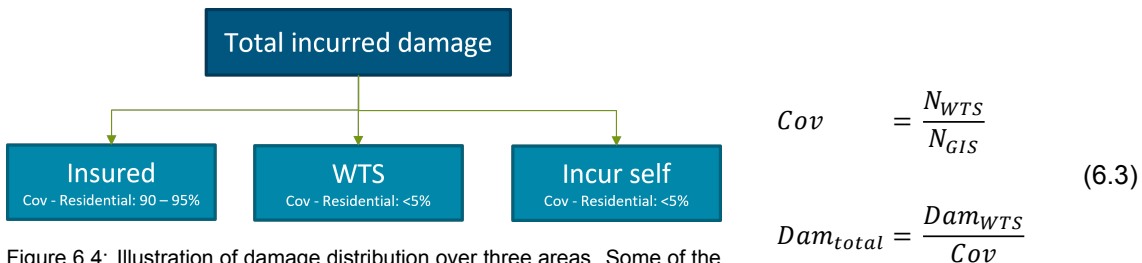 Total incurred damage
Insured
Cov - Residential: 90 – 95%
WTS
Cov - Residential: <5%
Incur self
Cov - Residential: <5%
Figure 6.4: Illustration of damage distribution over three areas. Some of the
Cov = N_WTS / N_GIS
(6.3)
Dam_total = Dam_WTS / Cov